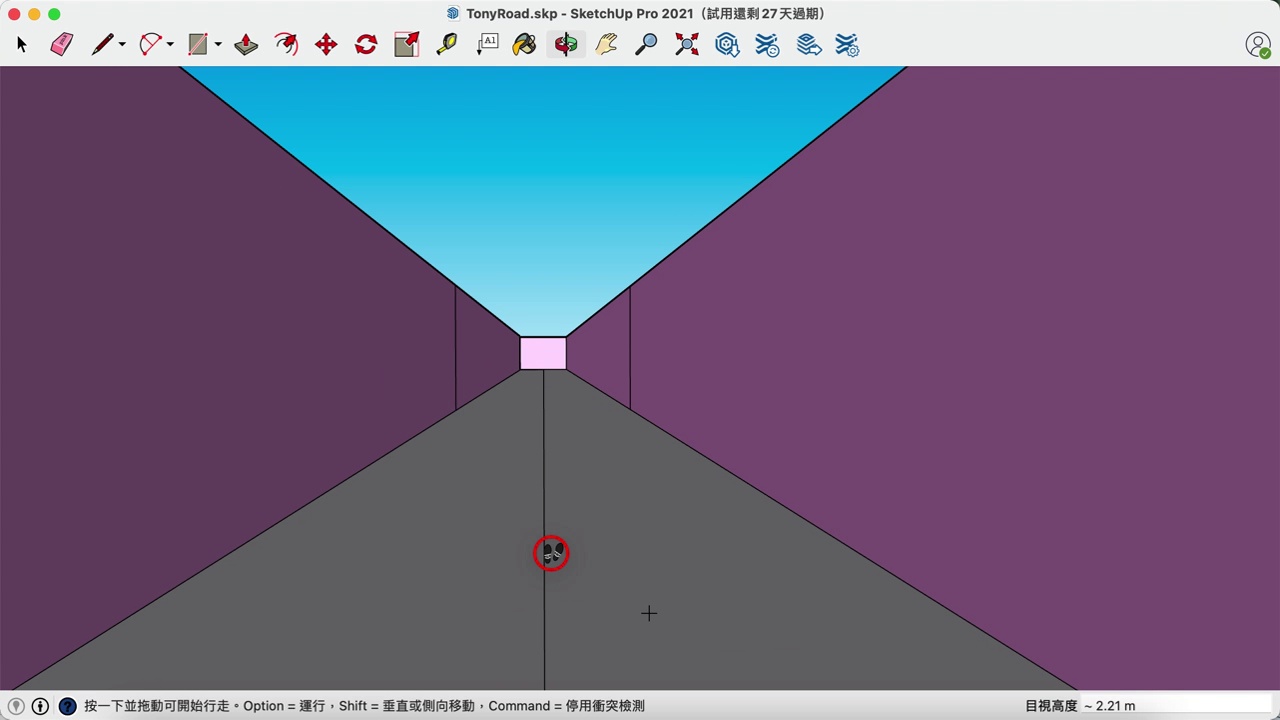 TonyRoad.skp - SketchUp Pro 2021（試用還剩 27 天過期）
A1
按一下並拖動可開始行走。Option = 運行，Shift = 垂直或側向移動，Command = 停用衝突檢測
目視高度 ~ 2.21 m